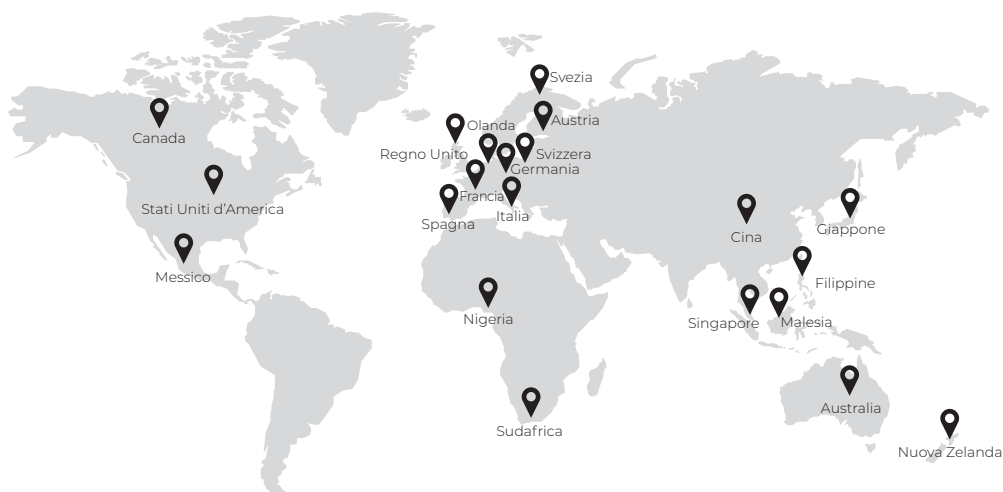 Svezia
Austria
Olanda
Canada
Regno Unito
Svizzera
Germania
Francia
Stati Uniti d'America
Italia
Spagna
Giappone
Cina
Messico
Filippine
Nigeria
Singapore
Malesia
Australia
Sudafrica
Nuova Zelanda